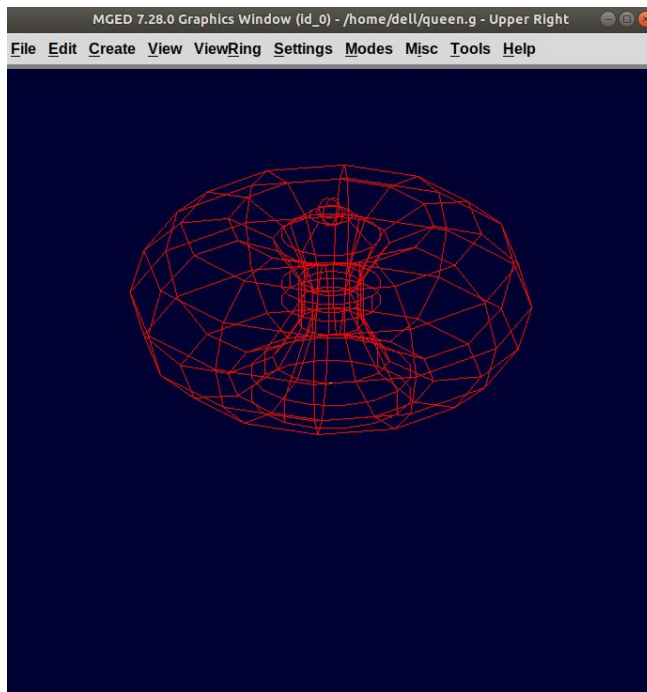 MGED 7.28.0 Graphics Window (id_0) - /home/dell/queen.g - Upper Right
File Edit Create View ViewRing Settings Modes Misc Tools Help